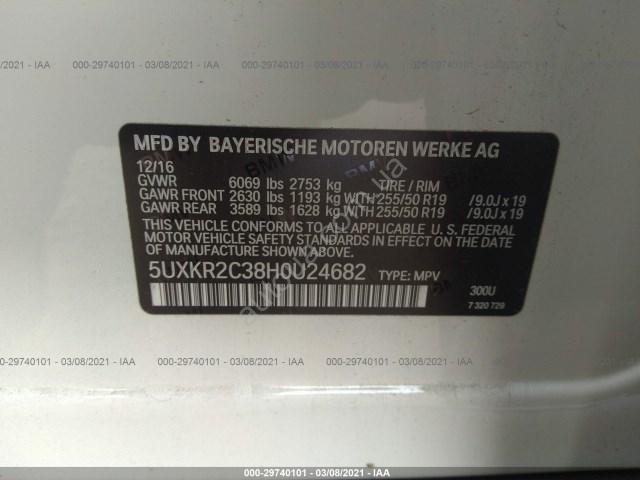 03/08/2021 - IAA 000-29740101 - 03/08/2021 - IAA 000-29740101 - 03/08/2021 - IAA
MFD BY BAYERISCHE MOTOREN WERKE AG
12/16
GVWR 6069 lbs 2753 kg TIRE / RIM
GAWR FRONT 2630 lbs 1193 kg WITH 255/50 R19 /9.0J x 19
GAWR REAR 3589 lbs 1628 kg WITH 255/50 R19 /9.0J x 19
THIS VEHICLE CONFORMS TO ALL APPLICABLE U.S. FEDERAL
MOTOR VEHICLE SAFETY STANDARDS IN EFFECT ON THE DATE
OF MANUFACTURE SHOWN ABOVE.
5UXKR2C38H0U24682 TYPE: MPV 300U
7 320 729
autoconsul.com.ua
03/08/2021 - IAA 000-29740101 - 03/08/2021 - IAA 000-29740101 - 03/08/2021 - IAA
000-29740101 - 03/08/2021 - IAA